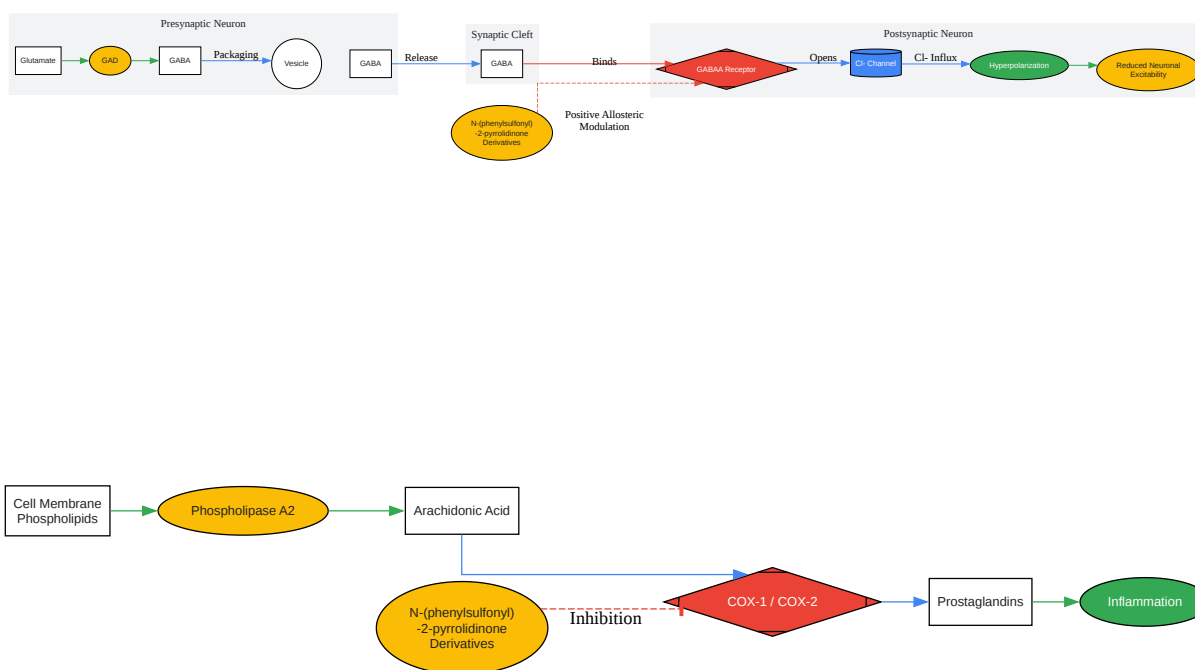 Presynaptic Neuron
Synaptic Cleft
Postsynaptic Neuron
Glutamate
GAD
GABA
Packaging
Vesicle
GABA
Release
GABA
Binds
GABAA Receptor
Opens
Cl- Channel
Cl- Influx
Hyperpolarization
Reduced Neuronal
Excitability
N-(phenylsulfonyl)
-2-pyrrolidinone
Derivatives
Positive Allosteric
Modulation
Cell Membrane
Phospholipids
Phospholipase A2
Arachidonic Acid
N-(phenylsulfonyl)
-2-pyrrolidinone
Derivatives
Inhibition
COX-1 / COX-2
Prostaglandins
Inflammation